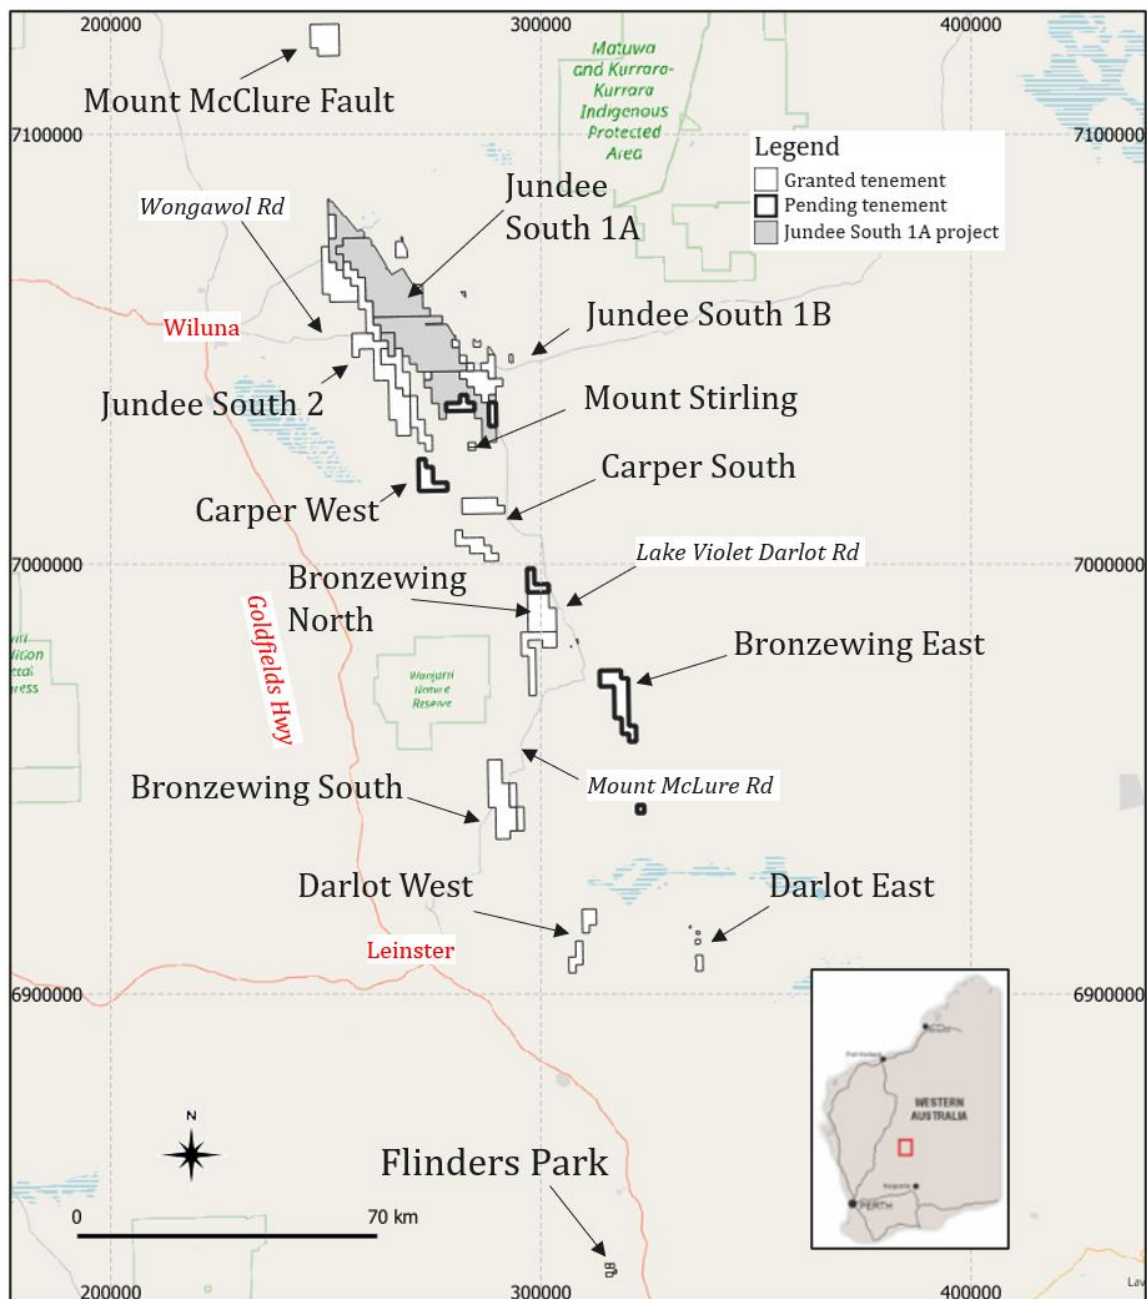 200000
300000
400000
Matuwa
and Kurrara-
Kurrara
Indigenous
Protected
Area
Mount McClure Fault
7100000
7100000
Legend
Granted tenement
Pending tenement
Jundee South 1A project
Jundee
South 1A
Wongawol Rd
Wiluna
Jundee South 1B
Jundee South 2
Mount Stirling
Carper South
Carper West
Lake Violet Darlot Rd
7000000
7000000
Bronzewing
North
Goldfields Hwy
Bronzewing East
Wanjarri
Nature
Reserve
Bronzewing South
Mount McLure Rd
Darlot West
Darlot East
Leinster
6900000
6900000
WESTERN
AUSTRALIA
PERTH
N
Flinders Park
0
70 km
200000
300000
400000